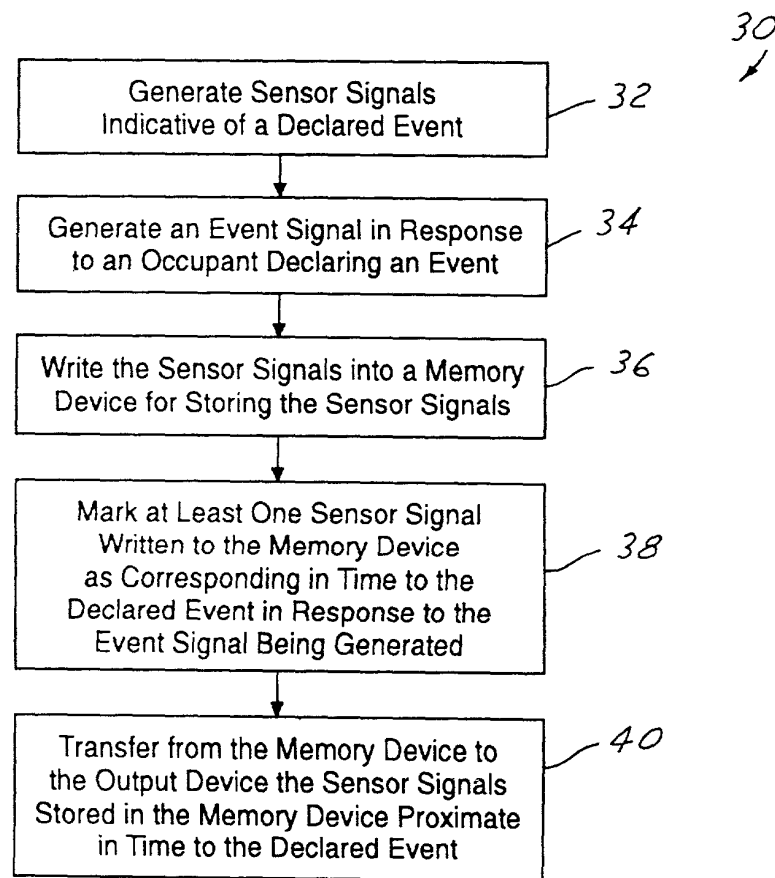 30
Generate Sensor Signals
Indicative of a Declared Event
32
Generate an Event Signal in Response
to an Occupant Declaring an Event
34
Write the Sensor Signals into a Memory
Device for Storing the Sensor Signals
36
Mark at Least One Sensor Signal
Written to the Memory Device
as Corresponding in Time to the
Declared Event in Response to the
Event Signal Being Generated
38
Transfer from the Memory Device to
the Output Device the Sensor Signals
Stored in the Memory Device Proximate
in Time to the Declared Event
40